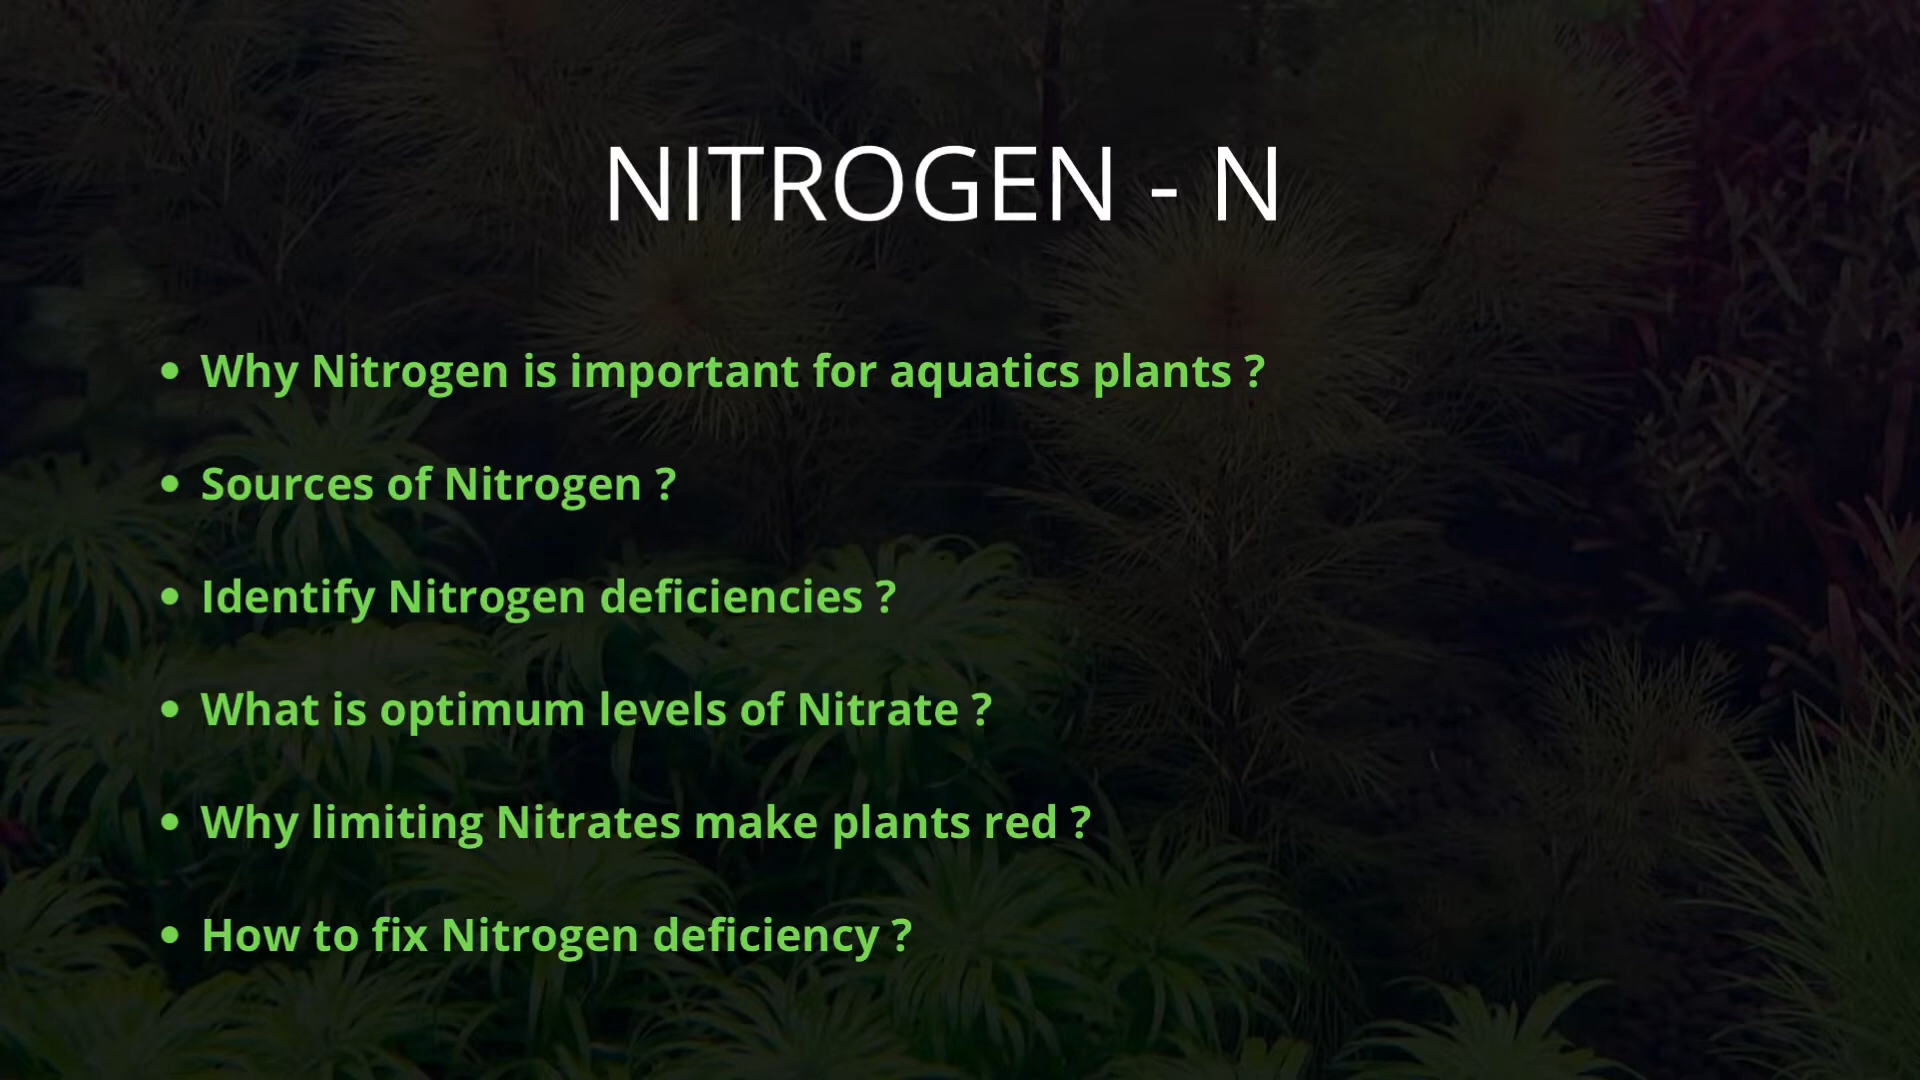 NITROGEN - N
• Why Nitrogen is important for aquatics plants ?
• Sources of Nitrogen ?
• Identify Nitrogen deficiencies ?
• What is optimum levels of Nitrate ?
• Why limiting Nitrates make plants red ?
• How to fix Nitrogen deficiency ?